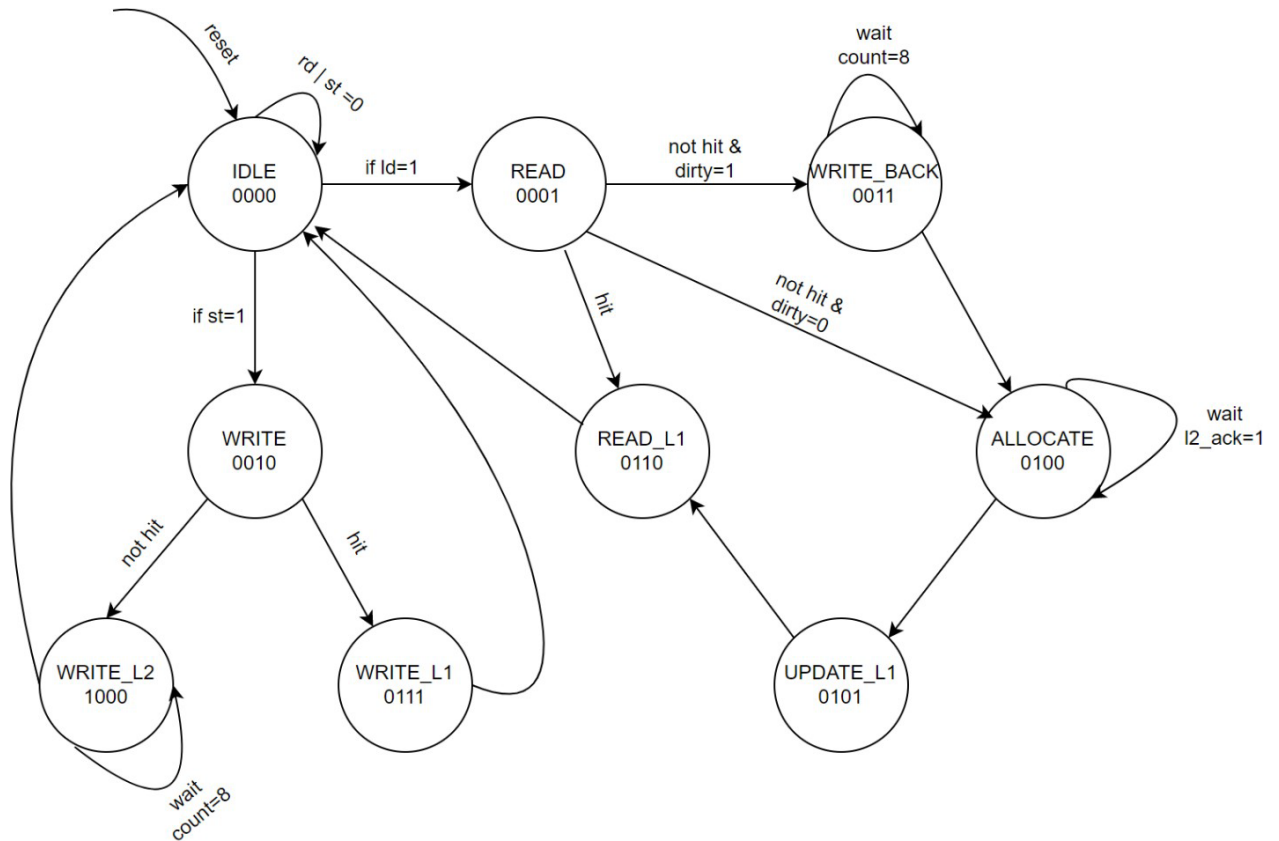 reset
rd | st =0
wait
count=8
IDLE
0000
if ld=1
READ
0001
not hit &
dirty=1
WRITE_BACK
0011
if st=1
hit
not hit &
dirty=0
WRITE
0010
READ_L1
0110
ALLOCATE
0100
wait
l2_ack=1
not hit
hit
WRITE_L2
1000
WRITE_L1
0111
UPDATE_L1
0101
wait
count=8